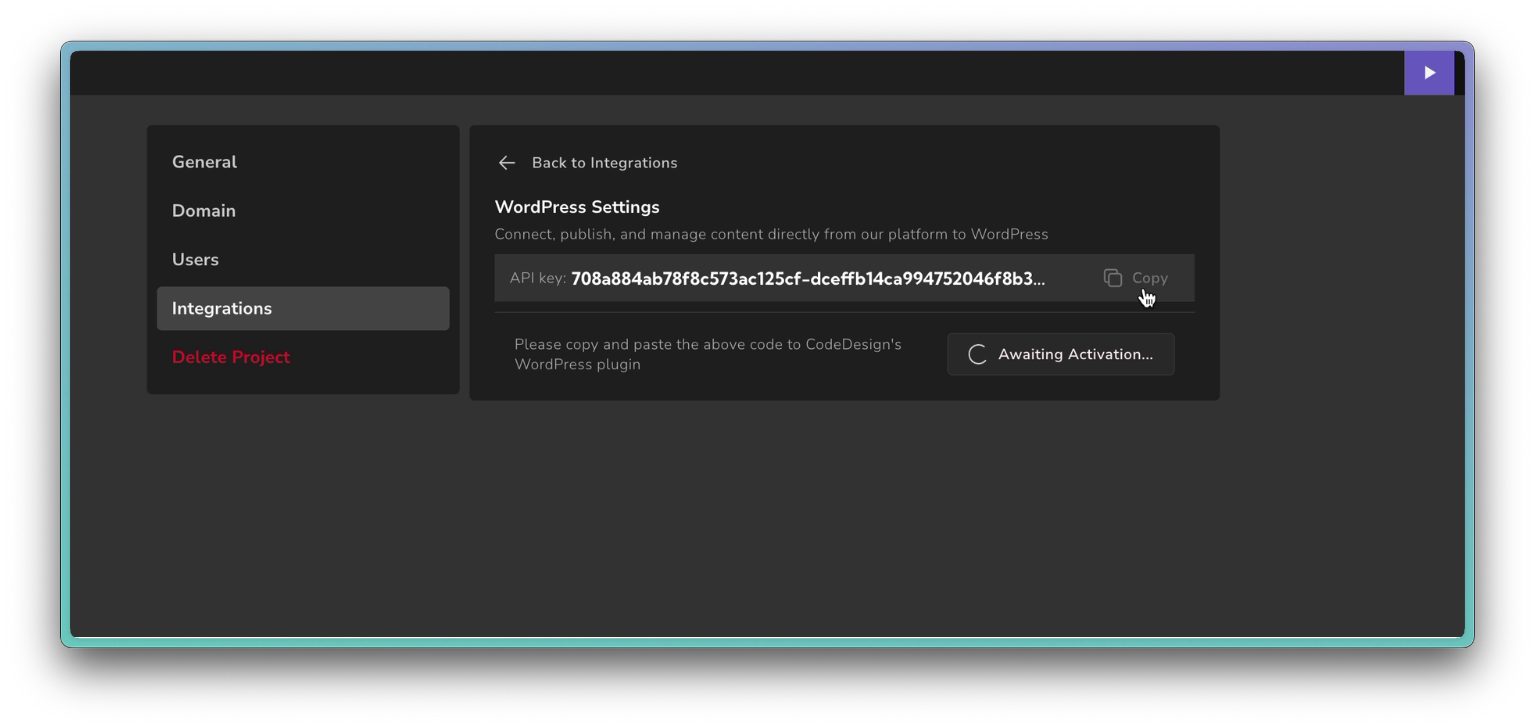 General
Domain
Users
Integrations
Delete Project
Back to Integrations
WordPress Settings
Connect, publish, and manage content directly from our platform to WordPress
API key: 708a884ab78f8c573ac125cf-dceffb14ca994752046f8b3...
Copy
Please copy and paste the above code to CodeDesign's
WordPress plugin
Awaiting Activation...